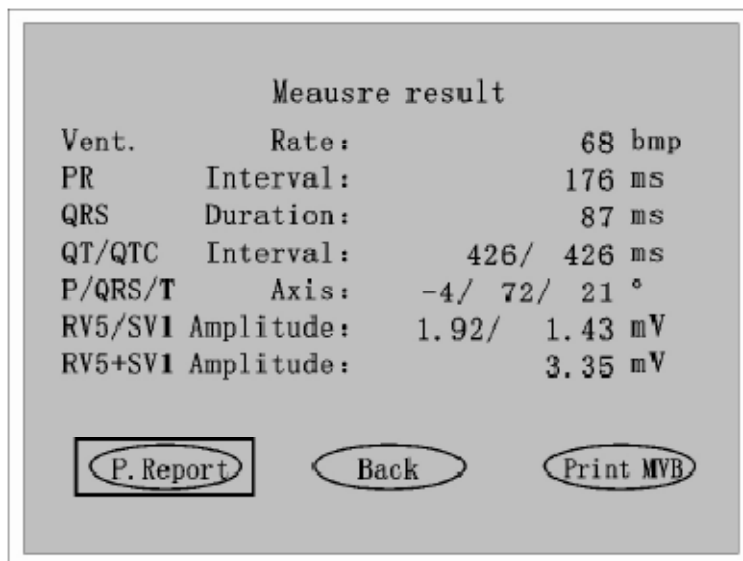 Meausre result
Vent. Rate: 68 bmp
PR Interval: 176 ms
QRS Duration: 87 ms
QT/QTC Interval: 426/ 426 ms
P/QRS/T Axis: -4/ 72/ 21 °
RV5/SV1 Amplitude: 1.92/ 1.43 mV
RV5+SV1 Amplitude: 3.35 mV
P.Report Back Print MVB